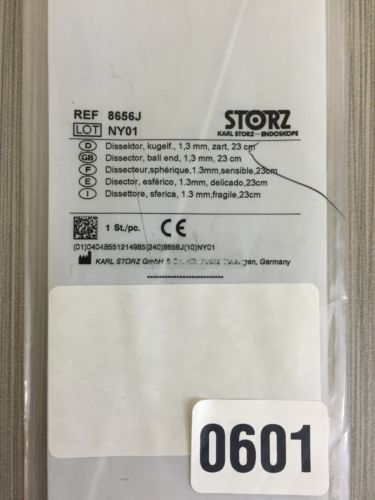 REF 8656J
LOT NY01
STORZ
KARL STORZ—ENDOSKOPE
D Dissektor, kugelf., 1,3 mm, zart, 23 cm
GB Dissector, ball end, 1,3 mm, 23 cm
F Dissecteur,sphérique,1.3mm,sensible,23cm
E Disector, esférico, 1.3mm, delicado,23cm
I Dissettore, sferica, 1.3 mm,fragile,23cm
1 St./pc. CE
(01)04048551214985(240)8656J(10)NY01
KARL STORZ GmbH & Co. Germany
0601